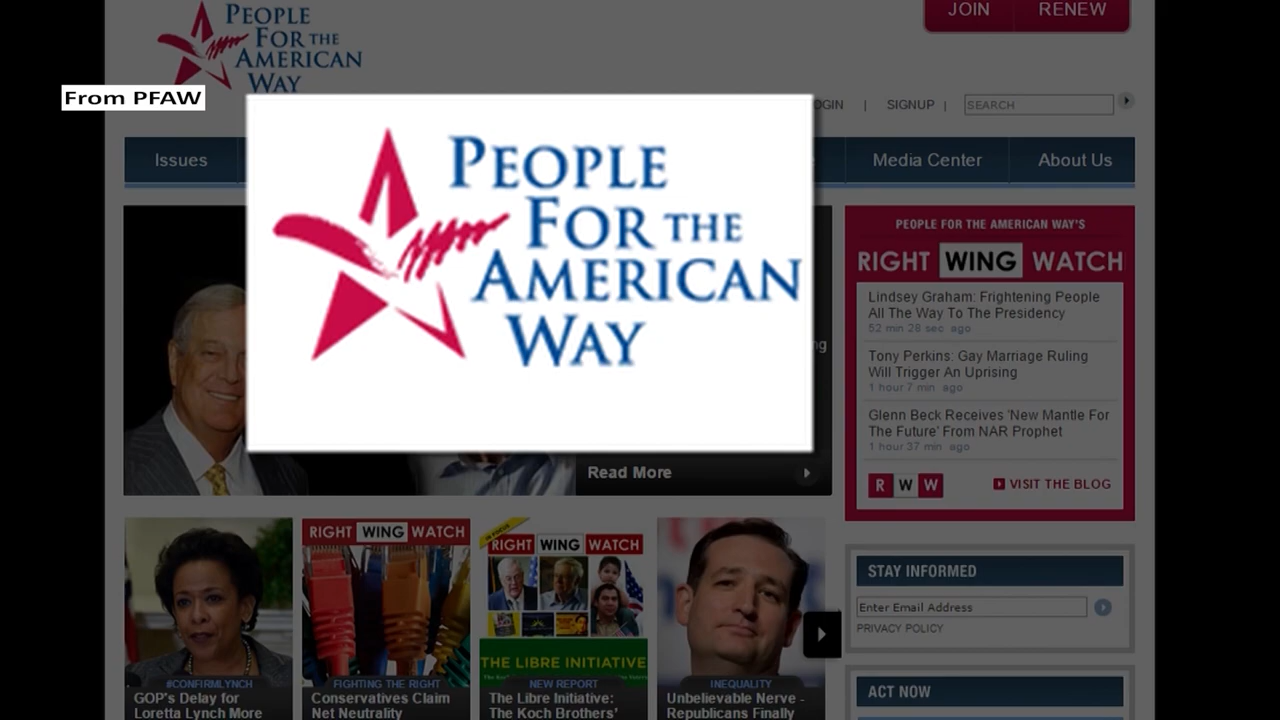 PEOPLE
FOR THE
AMERICAN
WAY
JOIN
RENEW
From PFAW
SIGNUP |
SEARCH
PEOPLE
FOR THE
AMERICAN
WAY
Issues
Media Center
About Us
PEOPLE FOR THE AMERICAN WAY'S
RIGHT WING WATCH
Lindsey Graham: Frightening People
All The Way To The Presidency
52 min 28 sec ago
Tony Perkins: Gay Marriage Ruling
Will Trigger An Uprising
1 hour 7 min ago
Glenn Beck Receives 'New Mantle For
The Future' From NAR Prophet
1 hour 37 min ago
RWW
VISIT THE BLOG
Read More
RIGHT WING WATCH
RIGHT WING WATCH
THE LIBRE INITIATIVE
#CONFIRMLYNCH
GOP's Delay for
Loretta Lynch More
FIGHTING THE RIGHT
Conservatives Claim
Net Neutrality
NEW REPORT
The Libre Initiative:
The Koch Brothers'
INEQUALITY
Unbelievable Nerve -
Republicans Finally
STAY INFORMED
Enter Email Address
PRIVACY POLICY
ACT NOW